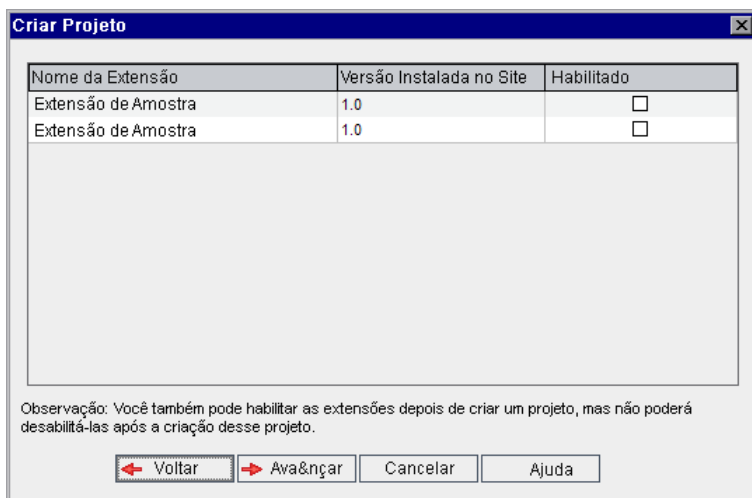 Criar Projeto
Nome da Extensão Versão Instalada no Site Habilitado
Extensão de Amostra 1.0
Extensão de Amostra 1.0
Observação: Você também pode habilitar as extensões depois de criar um projeto, mas não poderá
desabilitá-las após a criação desse projeto.
Voltar Ava&nçar Cancelar Ajuda